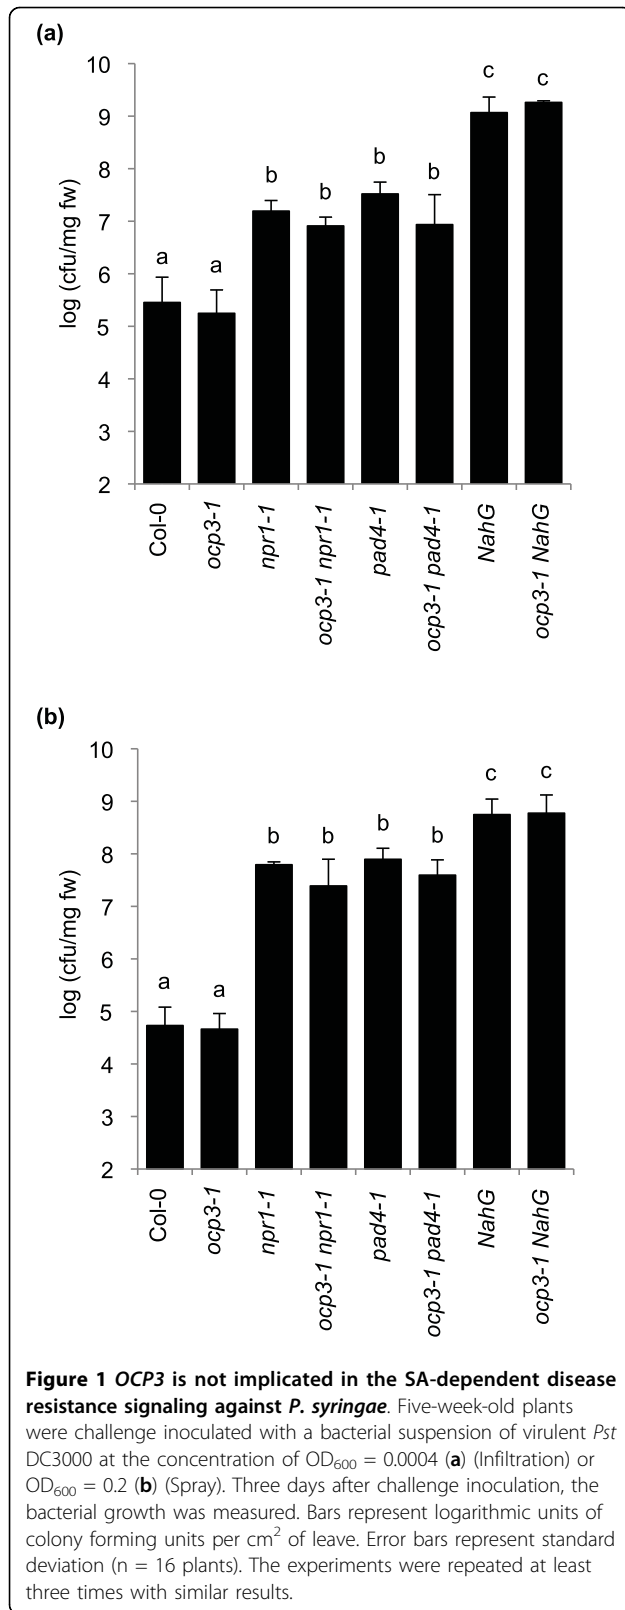 (a)
10
9
8
7
6
5
4
3
2
log (cfu/mg fw)
a
a
b
b
b
b
c
c
Col-0
ocp3-1
npr1-1
ocp3-1 npr1-1
pad4-1
ocp3-1 pad4-1
NahG
ocp3-1 NahG
(b)
10
9
8
7
6
5
4
3
2
log (cfu/mg fw)
a
a
b
b
b
b
c
c
Col-0
ocp3-1
npr1-1
ocp3-1 npr1-1
pad4-1
ocp3-1 pad4-1
NahG
ocp3-1 NahG
Figure 1 OCP3 is not implicated in the SA-dependent disease
resistance signaling against P. syringae. Five-week-old plants
were challenge inoculated with a bacterial suspension of virulent Pst
DC3000 at the concentration of OD600 = 0.0004 (a) (Infiltration) or
OD600 = 0.2 (b) (Spray). Three days after challenge inoculation, the
bacterial growth was measured. Bars represent logarithmic units of
colony forming units per cm2 of leave. Error bars represent standard
deviation (n = 16 plants). The experiments were repeated at least
three times with similar results.